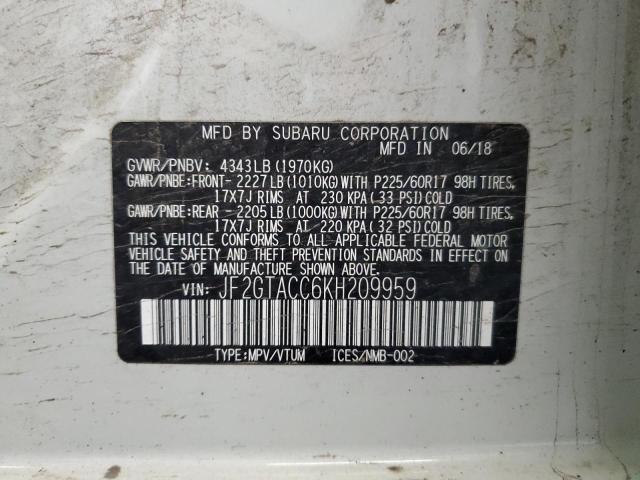 MFD BY SUBARU CORPORATION
MFD IN 06/18
GVWR/PNBV: 4343LB (1970KG)
GAWR/PNBE:FRONT- 2227LB(1010KG)WITH P225/60R17 98H TIRES,
17X7J RIMS AT 230 KPA (33 PSI)COLD
GAWR/PNBE:REAR - 2205LB(1000KG)WITH P225/60R17 98H TIRES,
17X7J RIMS AT 220 KPA (32 PSI)COLD
THIS VEHICLE CONFORMS TO ALL APPLICABLE FEDERAL MOTOR
VEHICLE SAFETY AND THEFT PREVENTION STANDARDS IN EFFECT ON
THE DATE OF MANUFACTURE SHOWN ABOVE.
VIN: JF2GTACC6KH209959
TYPE:MPV/VTUM ICES/NMB-002